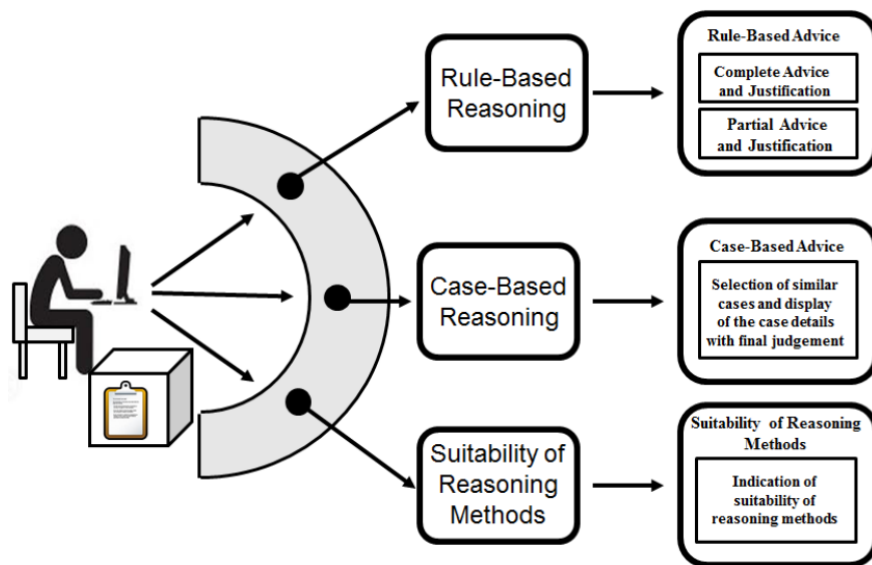 Rule-Based
Reasoning
Rule-Based Advice
Complete Advice
and Justification
Partial Advice
and Justification
Case-Based
Reasoning
Case-Based Advice
Selection of similar
cases and display
of the case details
with final judgement
Suitability of
Reasoning
Methods
Suitability of Reasoning
Methods
Indication of
suitability of
reasoning methods